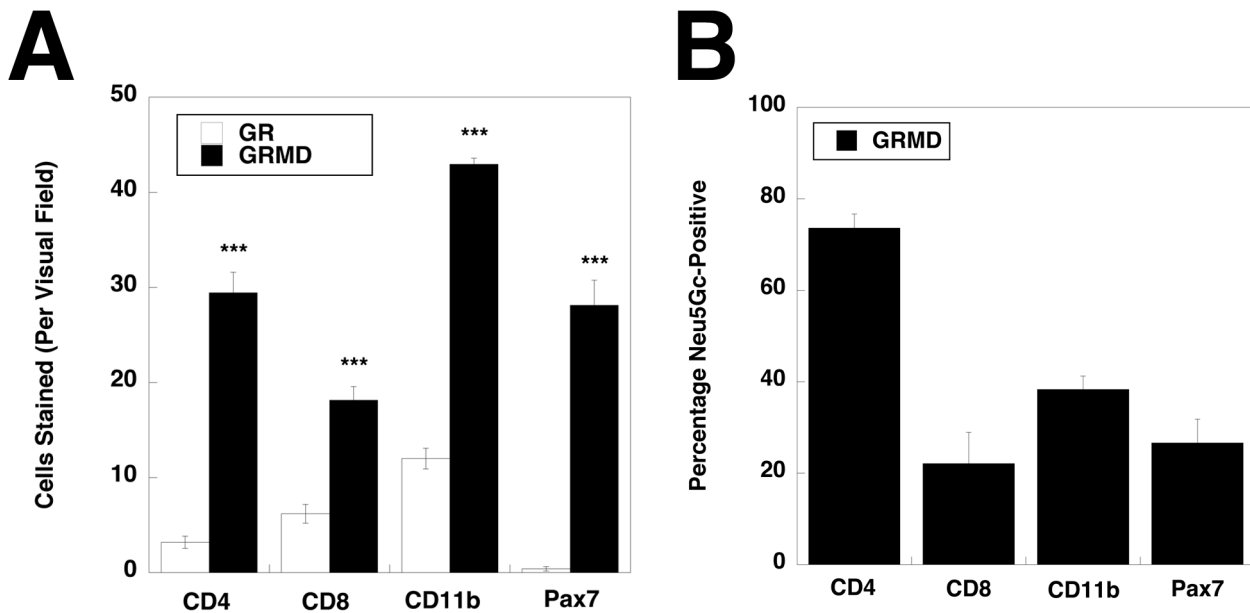 A
Cells Stained (Per Visual Field)
50
40
30
20
10
0
GR
GRMD
***
***
***
***
CD4 CD8 CD11b Pax7
B
Percentage Neu5Gc-Positive
100
80
60
40
20
0
GRMD
CD4 CD8 CD11b Pax7